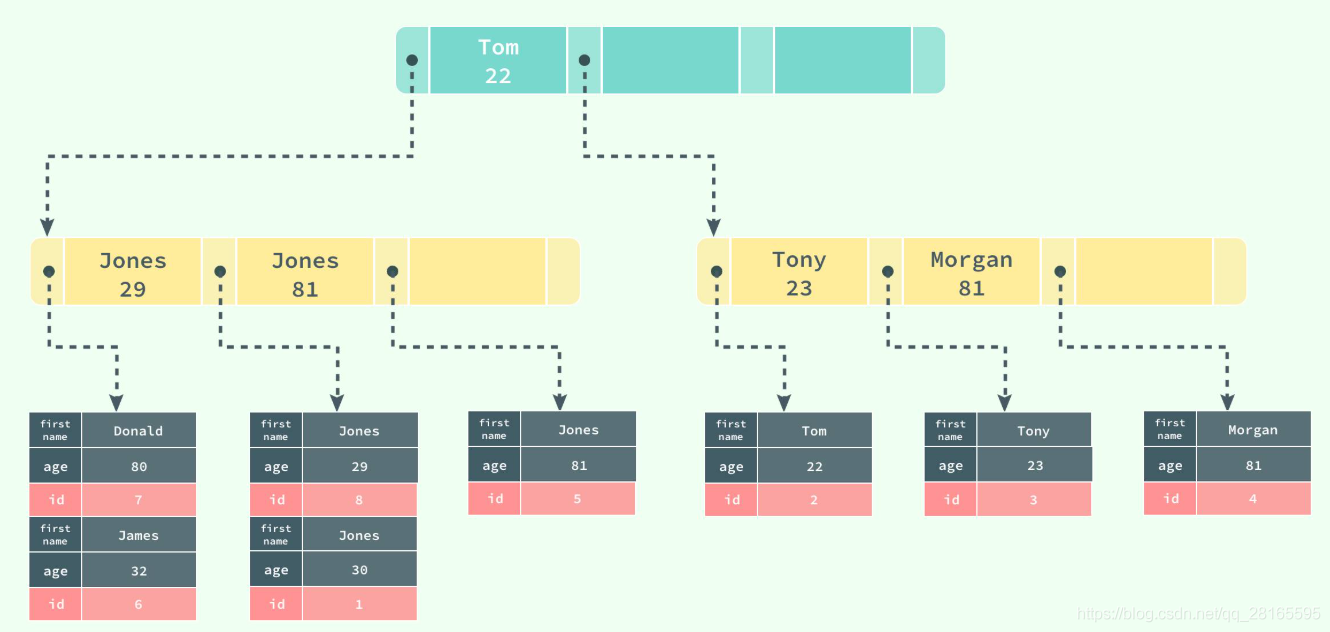 Tom
22
Jones
29
Jones
81
Tony
23
Morgan
81
first
name
Donald
age
80
id
7
first
name
James
age
32
id
6
first
name
Jones
age
29
id
8
first
name
Jones
age
30
id
1
first
name
Jones
age
81
id
5
first
name
Tom
age
22
id
2
first
name
Tony
age
23
id
3
first
name
Morgan
age
81
id
4
https://blog.csdn.net/qq_28165595